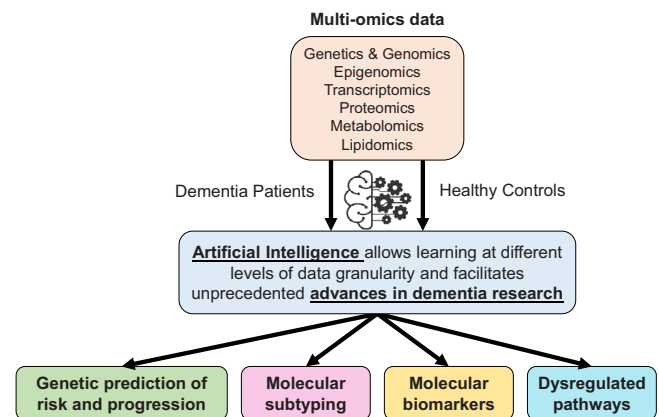 Multi-omics data
Genetics & Genomics
Epigenomics
Transcriptomics
Proteomics
Metabolomics
Lipidomics
Dementia Patients
Healthy Controls
Artificial Intelligence allows learning at different
levels of data granularity and facilitates
unprecedented advances in dementia research
Genetic prediction of
risk and progression
Molecular
subtyping
Molecular
biomarkers
Dysregulated
pathways